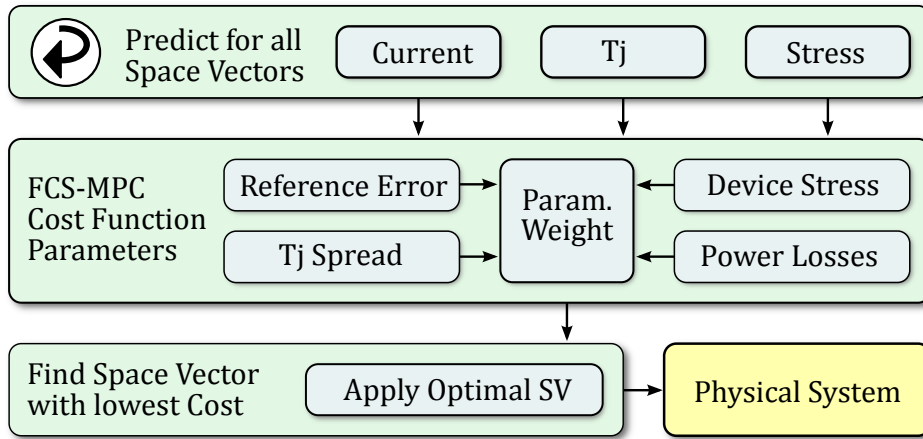 Predict for all
Space Vectors
Current
Tj
Stress
FCS-MPC
Cost Function
Parameters
Reference Error
Tj Spread
Param.
Weight
Device Stress
Power Losses
Find Space Vector
with lowest Cost
Apply Optimal SV
Physical System